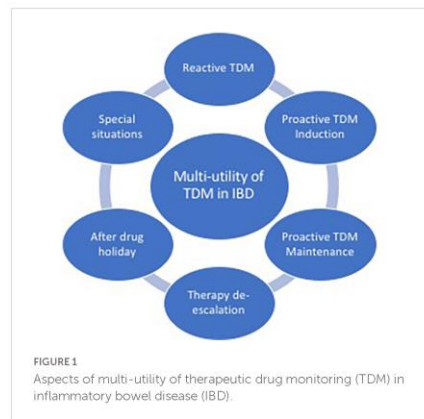 Reactive TDM
Special
situations
Proactive TDM
Induction
Multi-utility of
TDM in IBD
After drug
holiday
Proactive TDM
Maintenance
Therapy de-
escalation
FIGURE 1
Aspects of multi-utility of therapeutic drug monitoring (TDM) in
inflammatory bowel disease (IBD).